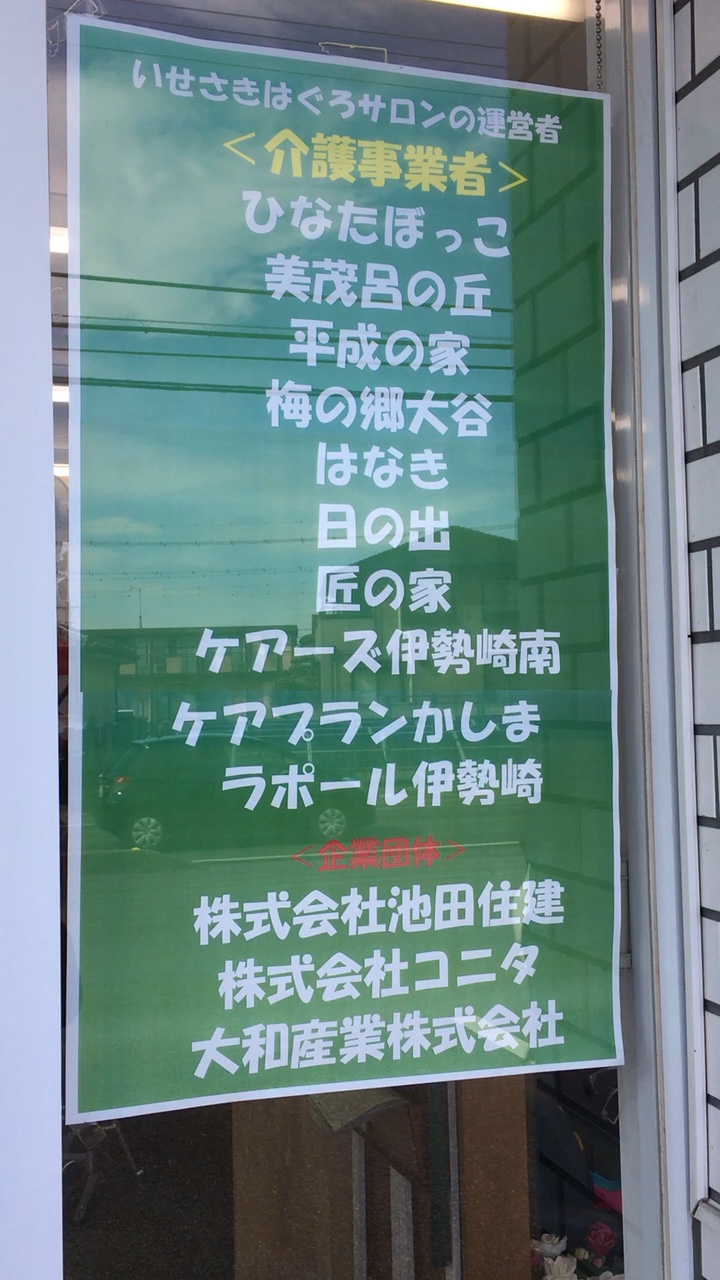 いせさきはぐろサロンの運営者
＜介護事業者＞
ひなたぼっこ
美茂呂の丘
平成の家
梅の郷大谷
はなき
日の出
匠の家
ケアーズ伊勢崎南
ケアプランかしま
ラポール伊勢崎
＜企業団体＞
株式会社池田住建
株式会社コニタ
大和産業株式会社